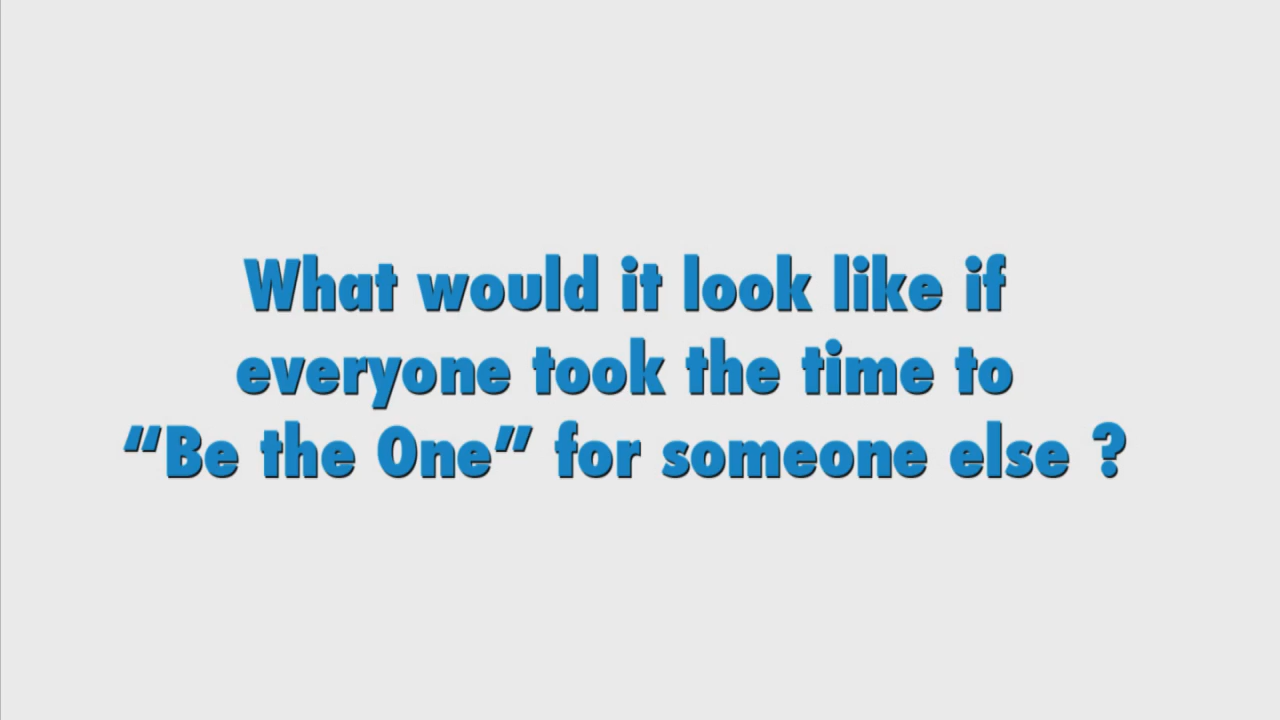 What would it look like if
everyone took the time to
“Be the One” for someone else ?